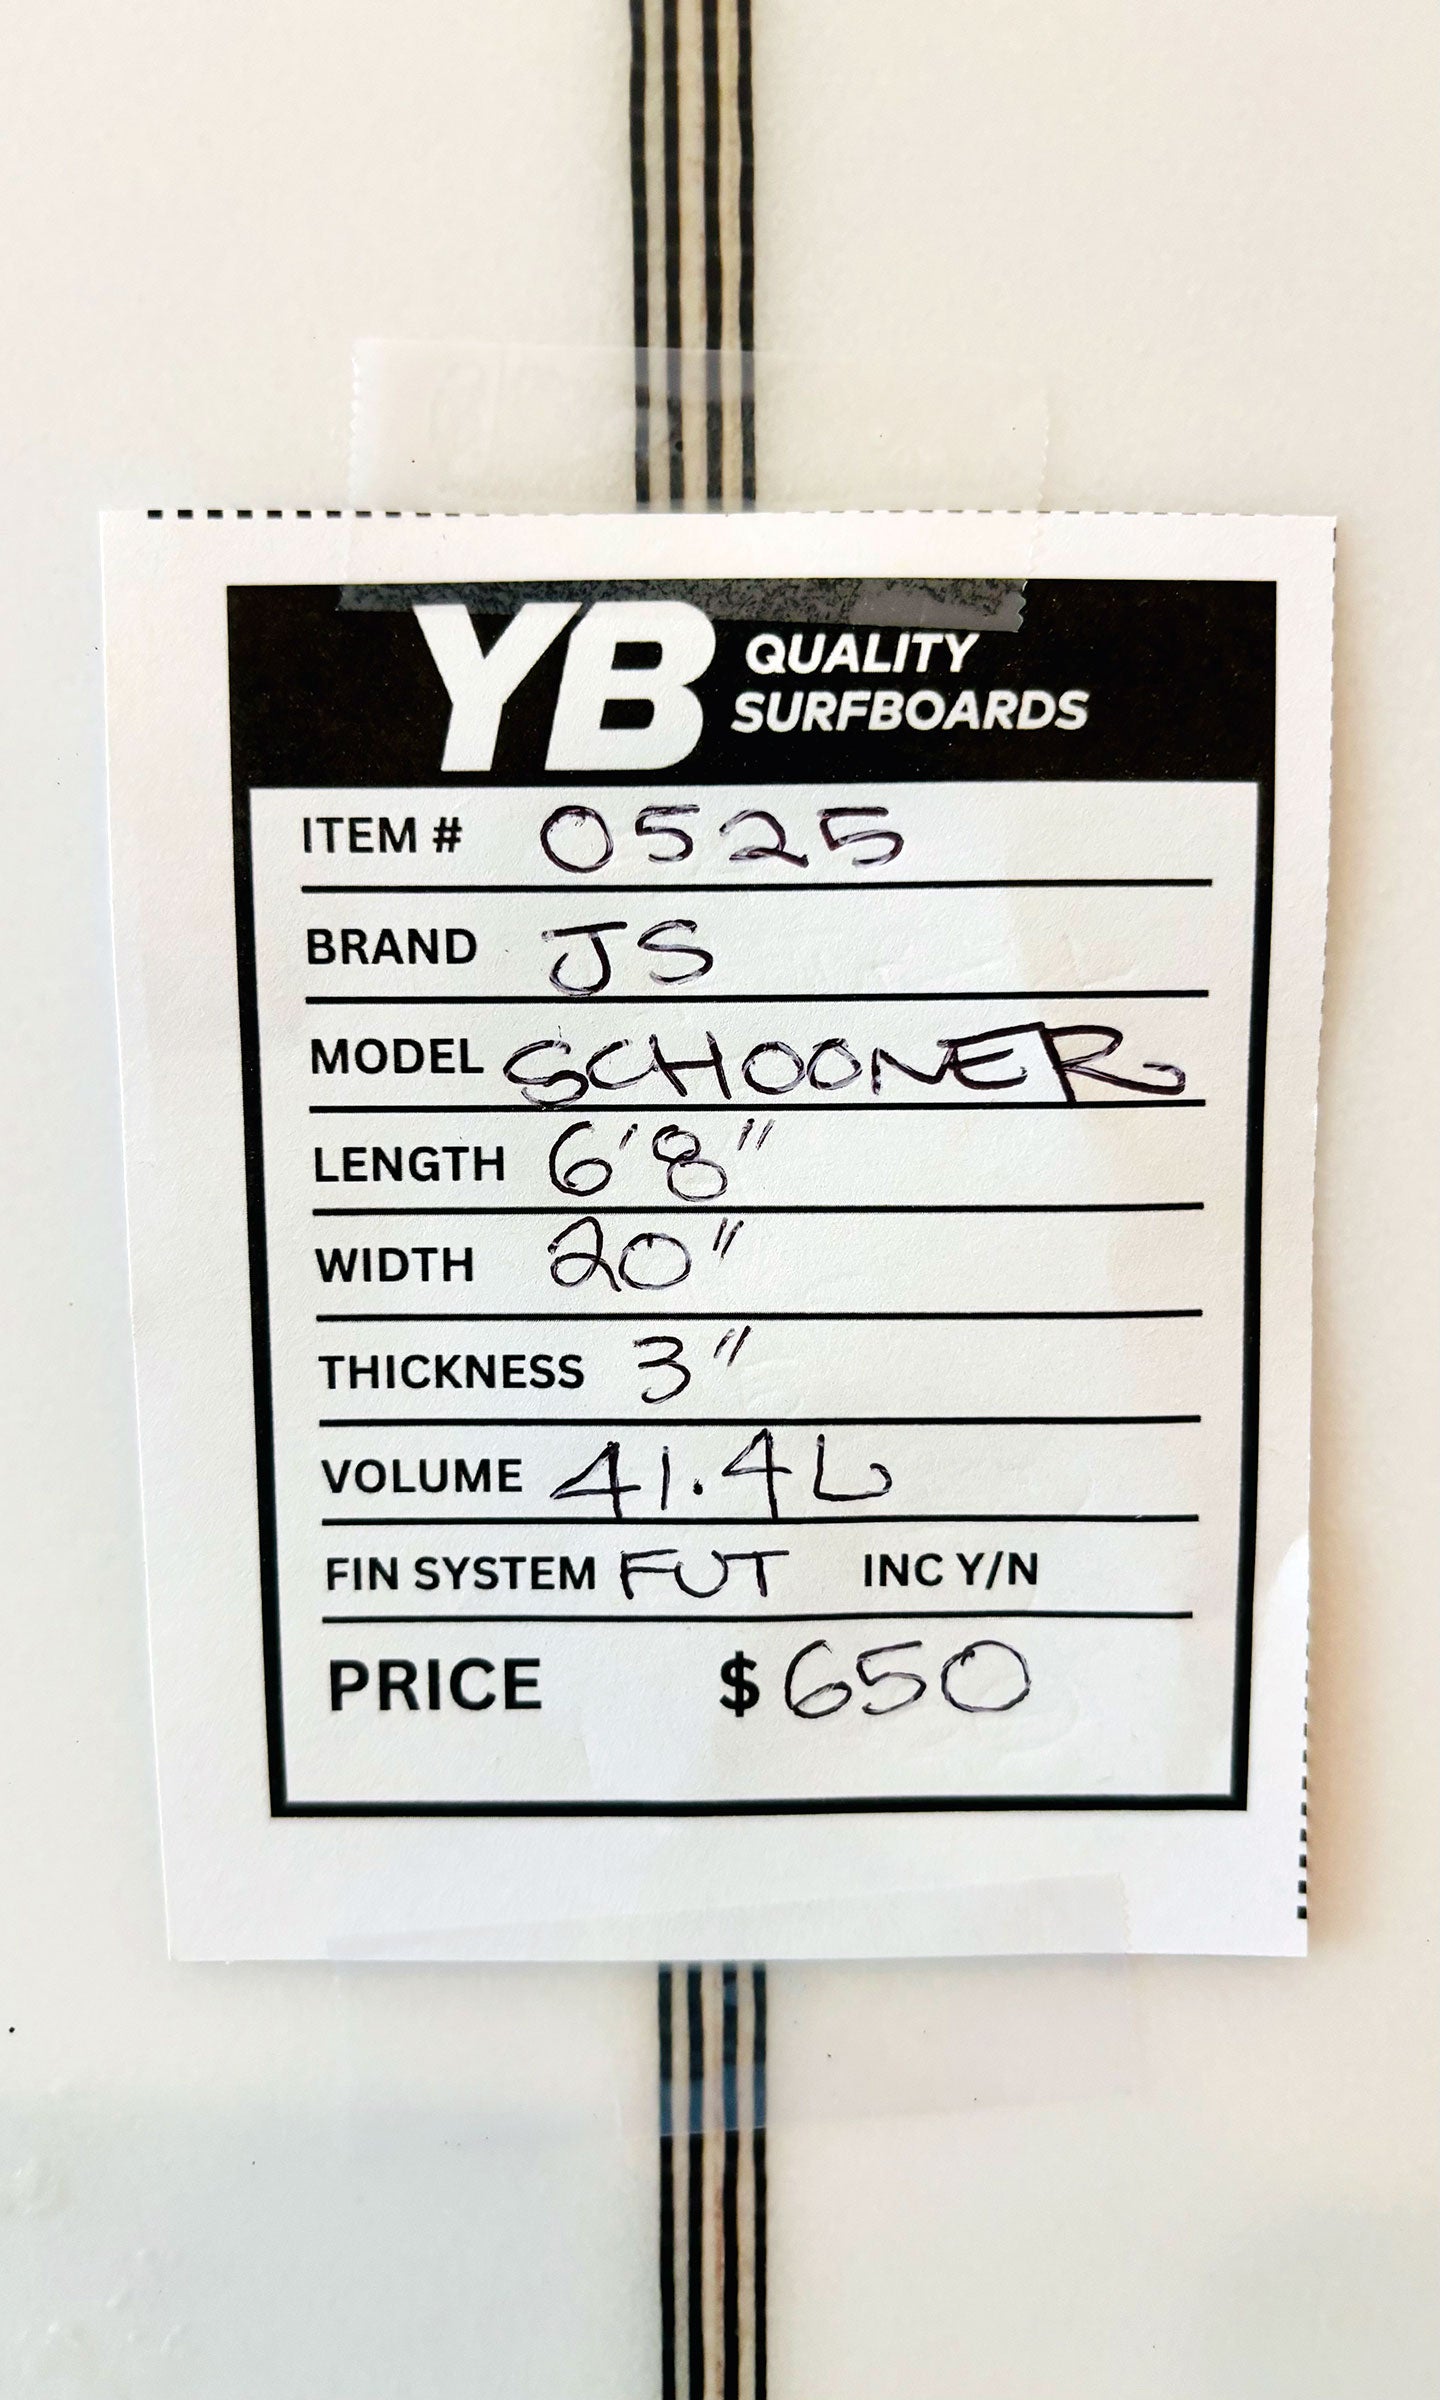 YB QUALITY
SURFBOARDS
ITEM # 0525
BRAND JS
MODEL SCHOONER
LENGTH 6'8"
WIDTH 20"
THICKNESS 3"
VOLUME 41.4L
FIN SYSTEM FUT INC Y/N
PRICE $650